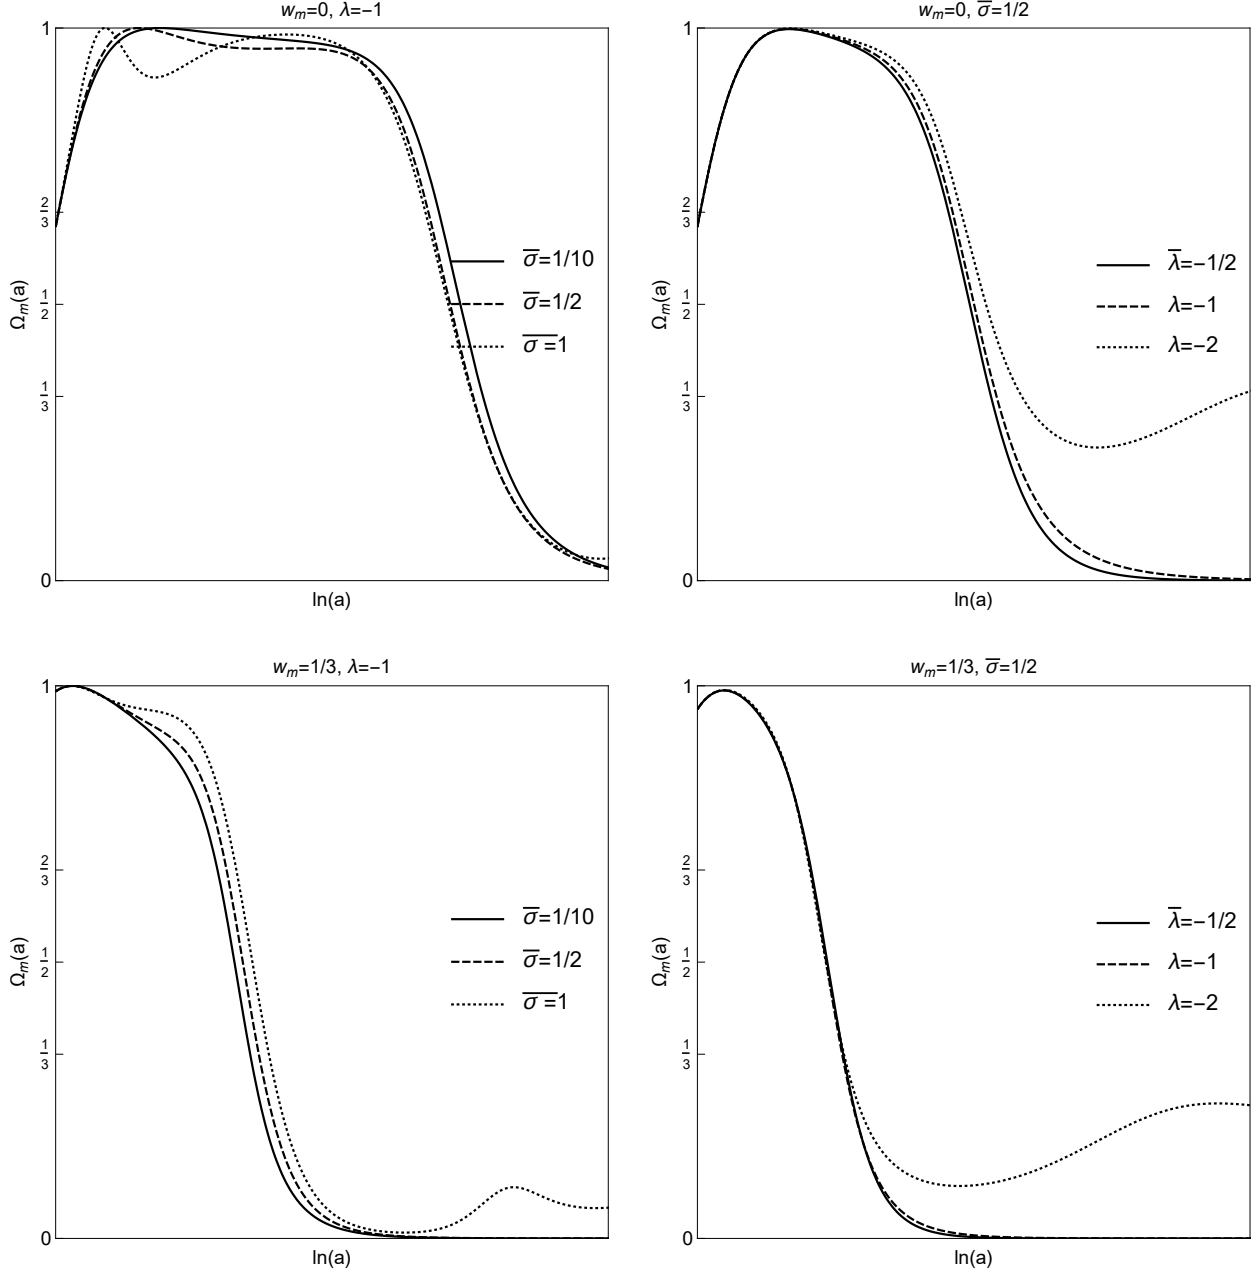 w_m=0, λ=−1
1
2/3
1/2
1/3
0
Ω_m(a)
σ̅=1/10
σ̅=1/2
σ̅=1
ln(a)
w_m=0, σ̅=1/2
1
2/3
1/2
1/3
0
Ω_m(a)
λ̅=−1/2
λ=−1
λ=−2
ln(a)
w_m=1/3, λ=−1
1
2/3
1/2
1/3
0
Ω_m(a)
σ̅=1/10
σ̅=1/2
σ̅=1
ln(a)
w_m=1/3, σ̅=1/2
1
2/3
1/2
1/3
0
Ω_m(a)
λ̅=−1/2
λ=−1
λ=−2
ln(a)